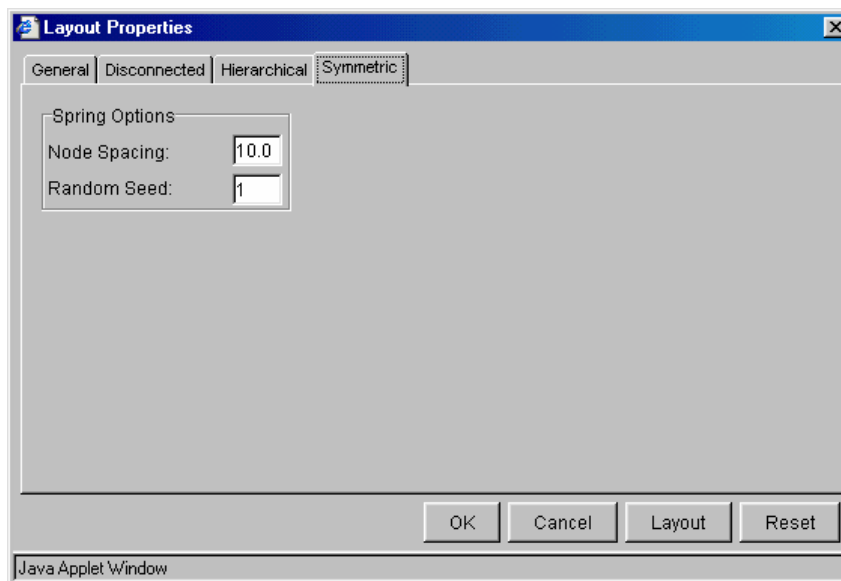 Layout Properties
General Disconnected Hierarchical Symmetric
Spring Options
Node Spacing: 10.0
Random Seed: 1
OK Cancel Layout Reset
Java Applet Window